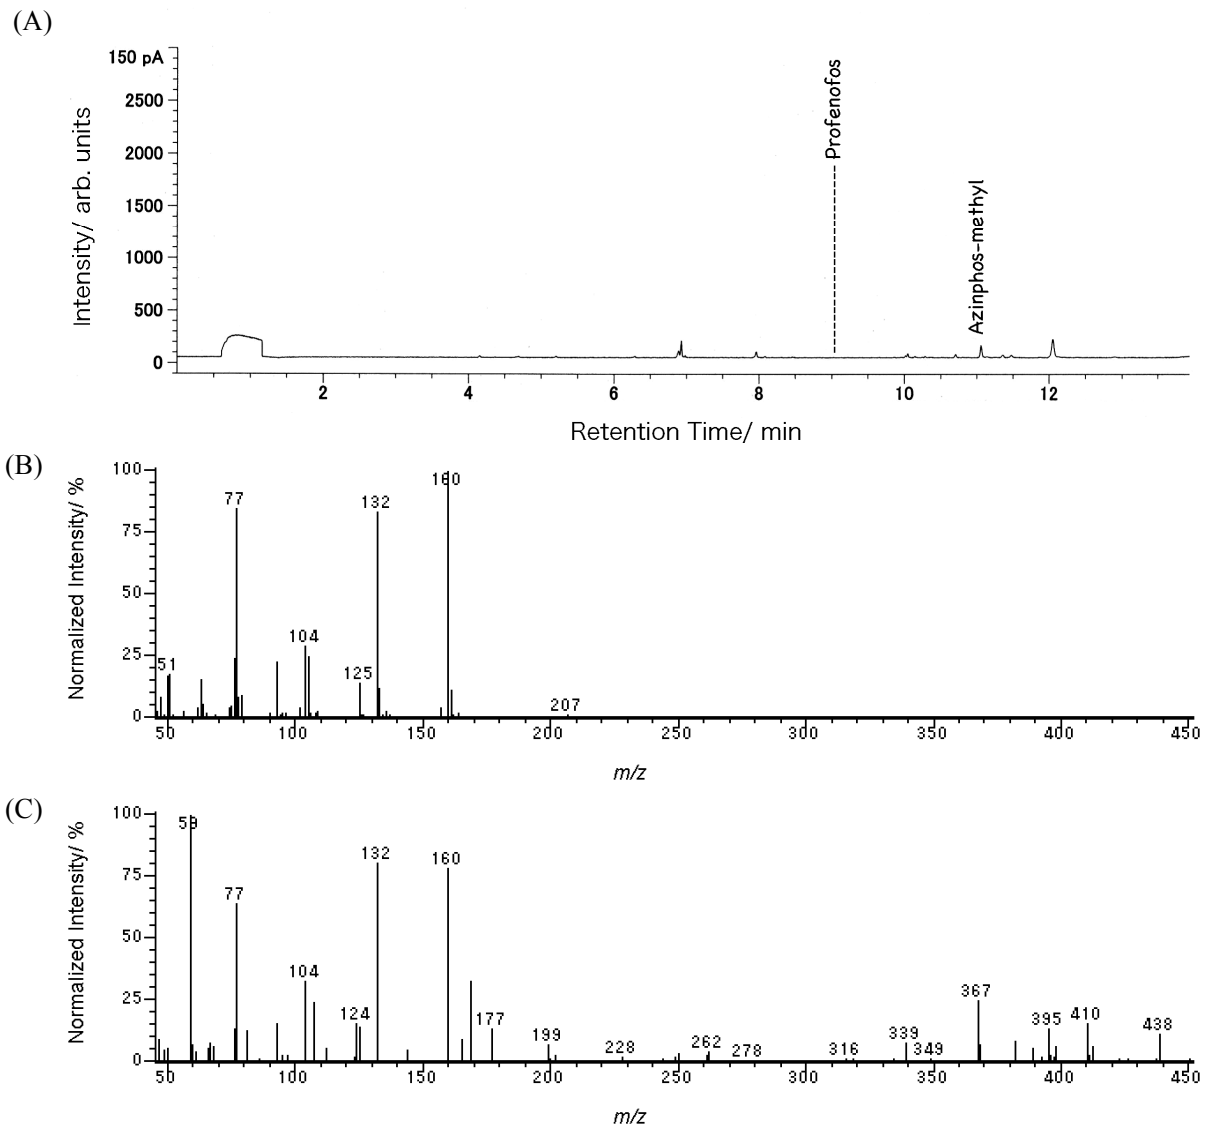 (A)
150 pA
2500
2000
1500
1000
500
0
Intensity/ arb. units
Profenofos
Azinphos-methyl
2 4 6 8 10 12
Retention Time/ min
(B)
Normalized Intensity/ %
100
75
50
25
0
51
77
104
125
132
160
207
50 100 150 200 250 300 350 400 450
m/z
(C)
Normalized Intensity/ %
100
75
50
25
0
59
77
104
124
132
160
177
199
228
262
278
316
339
349
367
395
410
438
50 100 150 200 250 300 350 400 450
m/z